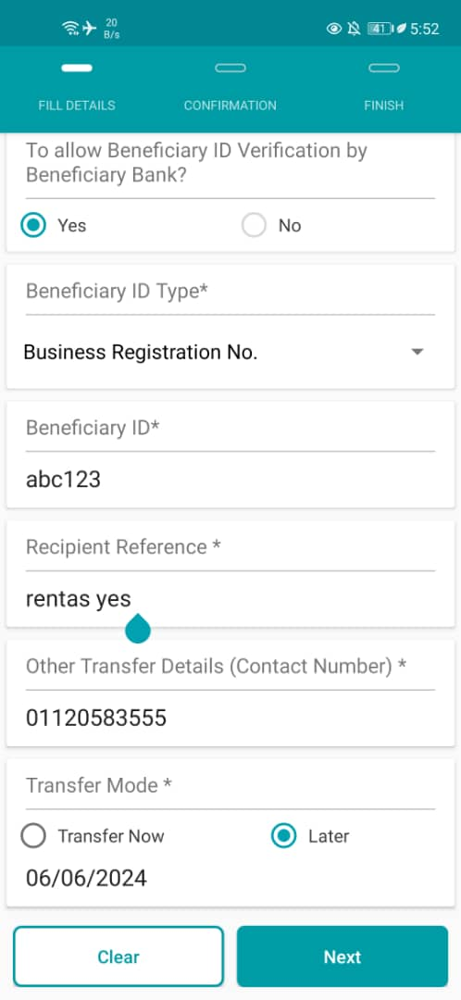 20
B/s
41
5:52
FILL DETAILS
CONFIRMATION
FINISH
To allow Beneficiary ID Verification by
Beneficiary Bank?
Yes
No
Beneficiary ID Type*
Business Registration No.
Beneficiary ID*
abc123
Recipient Reference *
rentas yes
Other Transfer Details (Contact Number) *
01120583555
Transfer Mode *
Transfer Now
Later
06/06/2024
Clear
Next